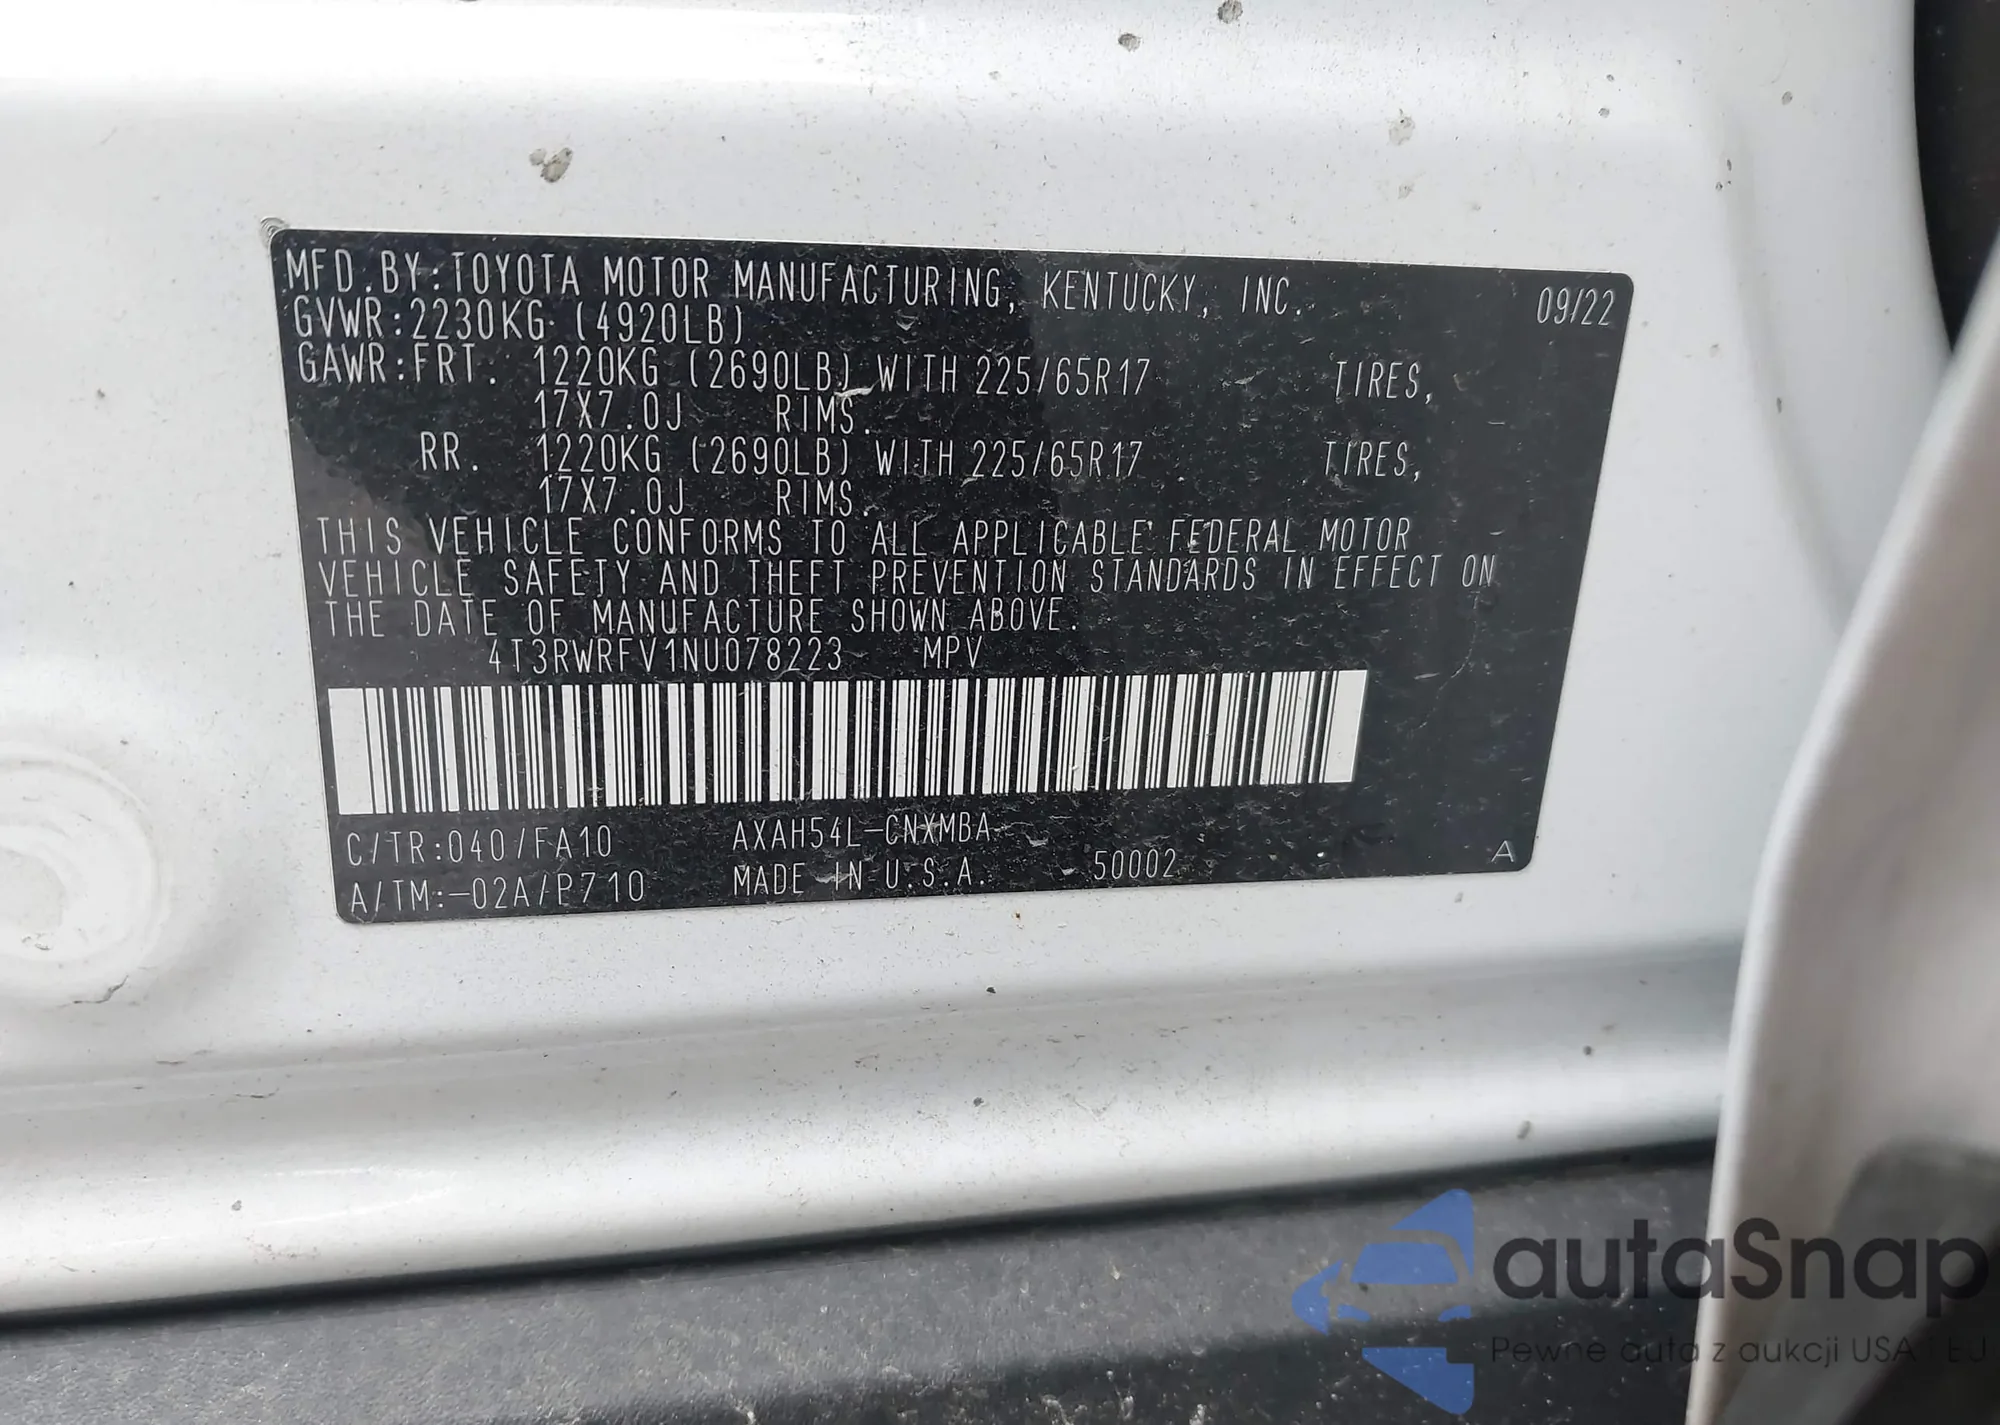 MFD.BY:TOYOTA MOTOR MANUFACTURING, KENTUCKY, INC. 09/22
GVWR:2230KG (4920LB)
GAWR:FRT. 1220KG (2690LB) WITH 225/65R17 TIRES,
17X7.0J RIMS.
RR. 1220KG (2690LB) WITH 225/65R17 TIRES,
17X7.0J RIMS.
THIS VEHICLE CONFORMS TO ALL APPLICABLE FEDERAL MOTOR
VEHICLE SAFETY AND THEFT PREVENTION STANDARDS IN EFFECT ON
THE DATE OF MANUFACTURE SHOWN ABOVE.
4T3RWRFV1NU078223 MPV
C/TR:040/FA10 AXAH54L-CNXMBA
A/TM:-02A/P710 MADE IN U.S.A. 50002 A
autaSnap
Pewne auta z aukcji USA i EU